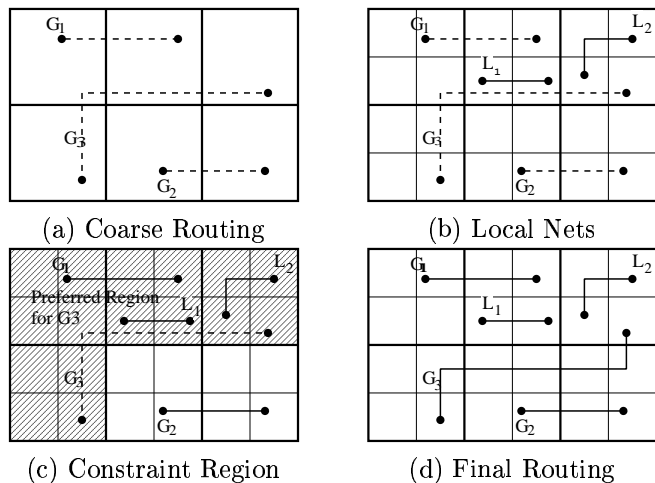 G1
G3
G2
(a) Coarse Routing
G1
L2
L1
G3
G2
(b) Local Nets
G1
L2
Preferred Region
for G3
L1
G3
G2
(c) Constraint Region
G1
L2
L1
G3
G2
(d) Final Routing